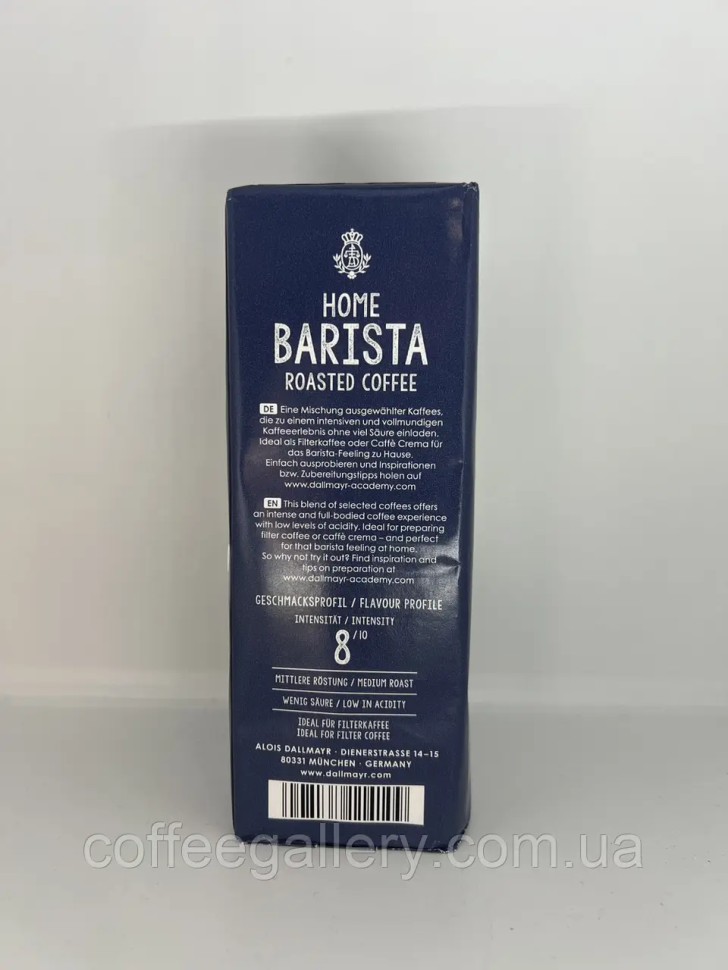 HOME
BARISTA
ROASTED COFFEE
DE Eine Mischung ausgewählter Kaffees,
die zu einem intensiven und vollmundigen
Kaffeeerlebnis ohne viel Säure einladen.
Ideal als Filterkaffee oder Caffè Crema für
das Barista-Feeling zu Hause.
Einfach ausprobieren und Inspirationen
bzw. Zubereitungstipps holen auf
www.dallmayr-academy.com
EN This blend of selected coffees offers
an intense and full-bodied coffee experience
with low levels of acidity. Ideal for preparing
filter coffee or caffè crema – and perfect
for that barista feeling at home.
So why not try it out? Find inspiration and
tips on preparation at
www.dallmayr-academy.com
GESCHMACKSPROFIL / FLAVOUR PROFILE
INTENSITÄT / INTENSITY
8/10
MITTLERE RÖSTUNG / MEDIUM ROAST
WENIG SÄURE / LOW IN ACIDITY
IDEAL FÜR FILTERKAFFEE
IDEAL FOR FILTER COFFEE
ALOIS DALLMAYR · DIENERSTRASSE 14–15
80331 MÜNCHEN · GERMANY
www.dallmayr.com
coffeegallery.com.ua